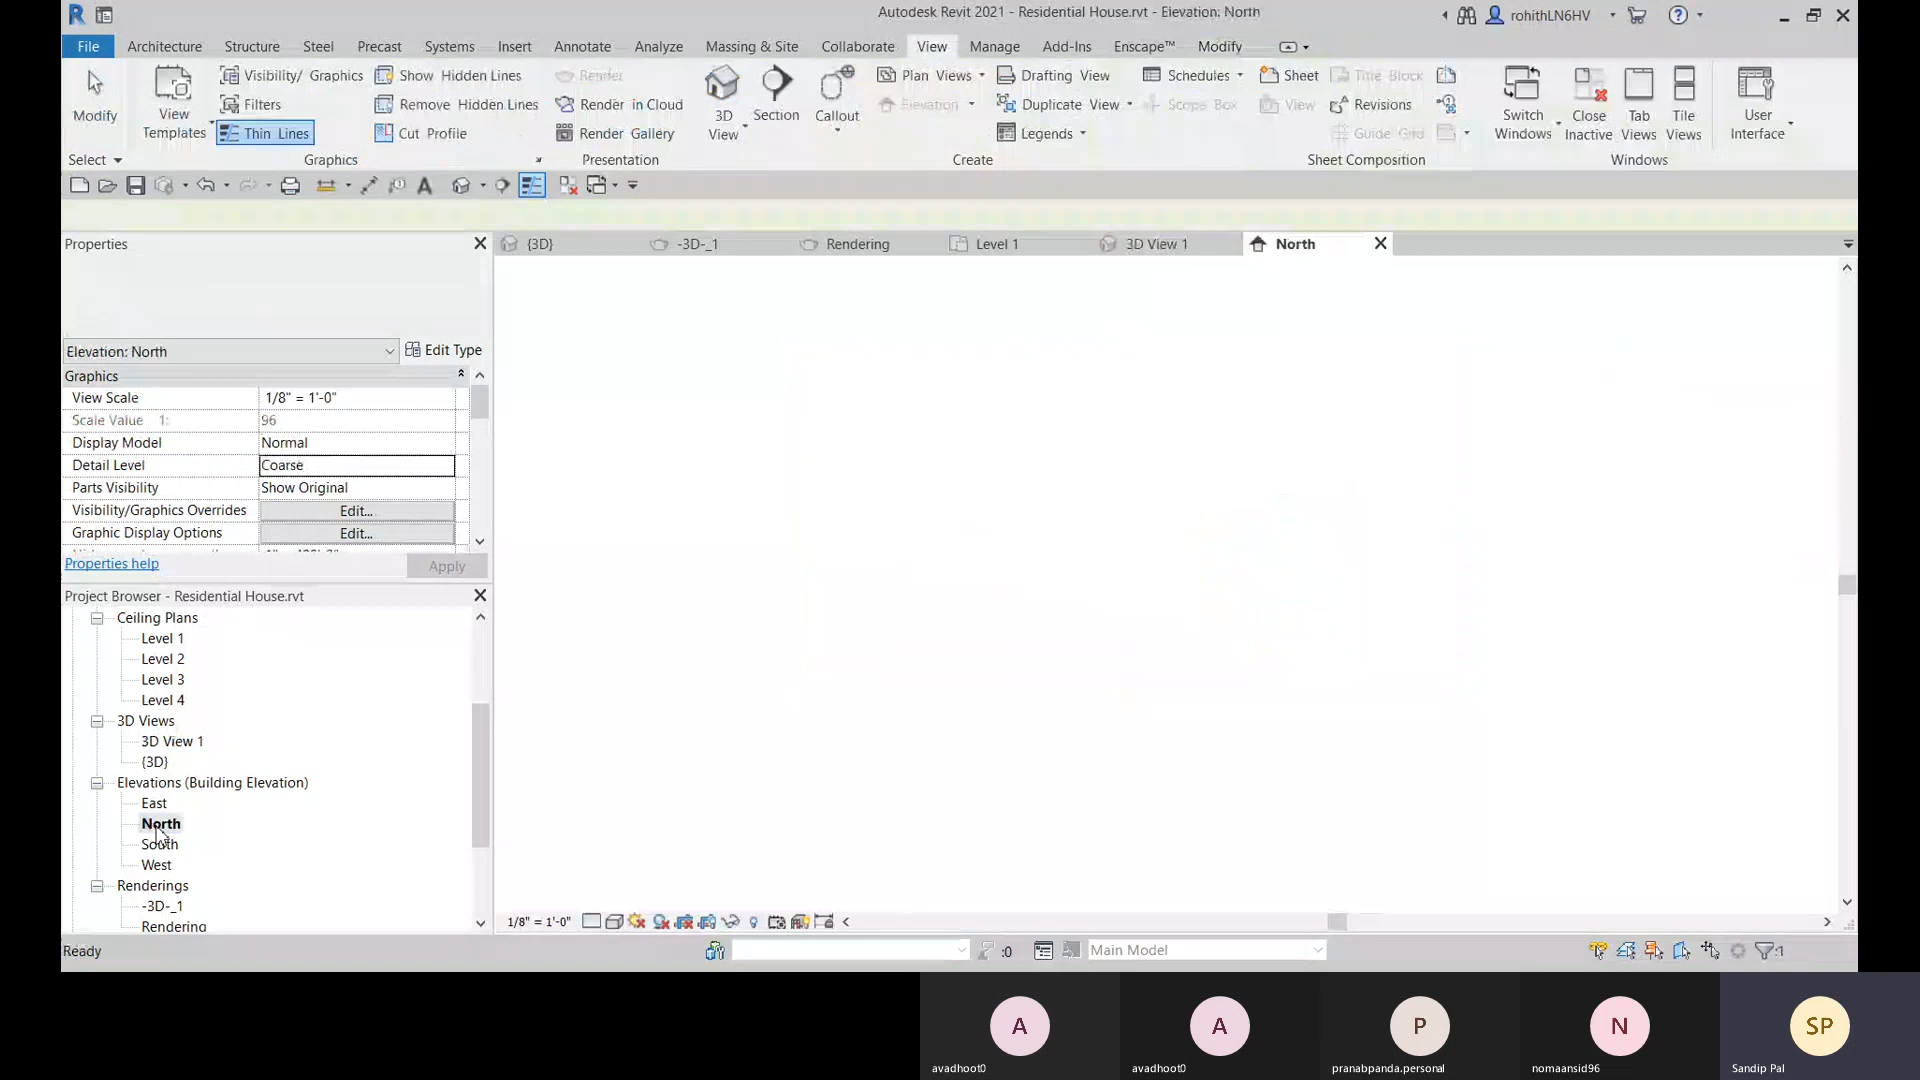 Autodesk Revit 2021 - Residential House.rvt - Elevation: North
rohithLN6HV
File Architecture Structure Steel Precast Systems Insert Annotate Analyze Massing & Site Collaborate View Manage Add-Ins Enscape™ Modify
Modify
View Templates
Visibility/ Graphics
Filters
Thin Lines
Show Hidden Lines
Remove Hidden Lines
Cut Profile
Render
Render in Cloud
Render Gallery
3D View
Section
Callout
Plan Views
Elevation
Drafting View
Duplicate View
Legends
Schedules
Scope Box
Sheet
View
Title Block
Revisions
Guide Grid
Switch Windows
Close Inactive
Tab Views
Tile Views
User Interface
Select Graphics Presentation Create Sheet Composition Windows
Properties
{3D} -3D-_1 Rendering Level 1 3D View 1 North
Elevation: North
Edit Type
Graphics
View Scale 1/8" = 1'-0"
Scale Value 1: 96
Display Model Normal
Detail Level Coarse
Parts Visibility Show Original
Visibility/Graphics Overrides Edit...
Graphic Display Options Edit...
Properties help Apply
Project Browser - Residential House.rvt
Ceiling Plans
Level 1
Level 2
Level 3
Level 4
3D Views
3D View 1
{3D}
Elevations (Building Elevation)
East
North
South
West
Renderings
-3D-_1
Rendering
1/8" = 1'-0"
Ready
:0
Main Model
:1
A
A
P
N
SP
avadhoot0
avadhoot0
pranabpanda.personal
nomaansid96
Sandip Pal